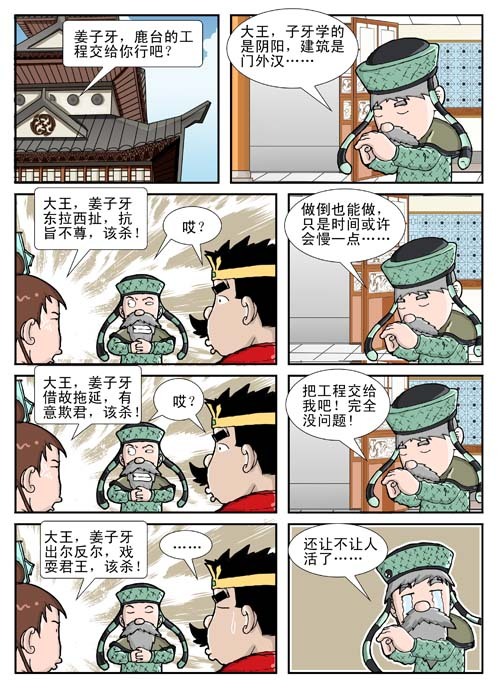 姜子牙，鹿台的工
程交给你行吧？
大王，子牙学的
是阴阳，建筑是
门外汉……
大王，姜子牙
东拉西扯，抗
旨不尊，该杀！
哎？
做倒也能做，
只是时间或许
会慢一点……
大王，姜子牙
借故拖延，有
意欺君，该杀！
哎？
把工程交给
我吧！完全
没问题！
大王，姜子牙
出尔反尔，戏
耍君王，该杀！
……
还让不让人
活了……